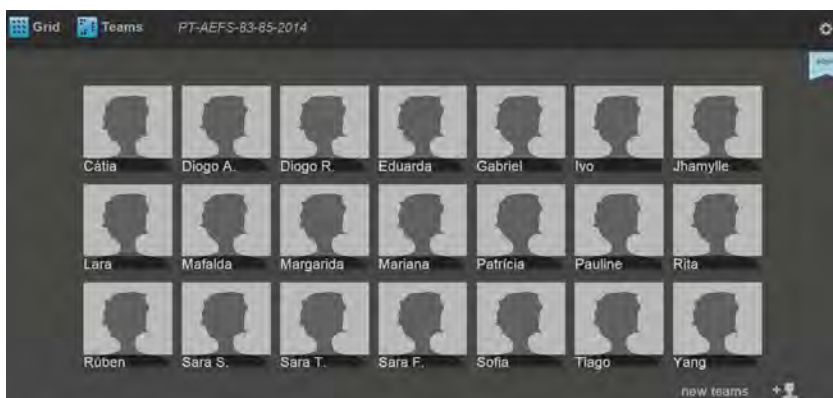 Grid Teams PT-AEFS-83-85-2014
Cátia Diogo A. Diogo R. Eduarda Gabriel Ivo Jhamylle
Lara Mafalda Margarida Mariana Patrícia Pauline Rita
Rúben Sara S. Sara T. Sara F. Sofia Tiago Yang
new teams